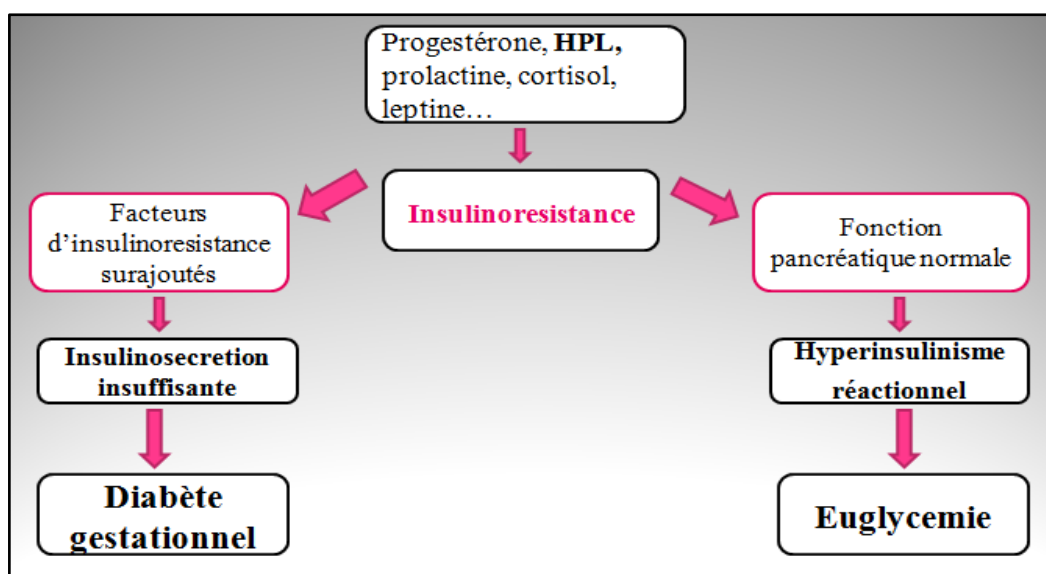 Progestérone, HPL,
prolactine, cortisol,
leptine…
Insulinoresistance
Facteurs
d’insulinoresistance
surajoutés
Fonction
pancréatique normale
Insulinosecretion
insuffisante
Hyperinsulinisme
réactionnel
Diabète
gestationnel
Euglycemie